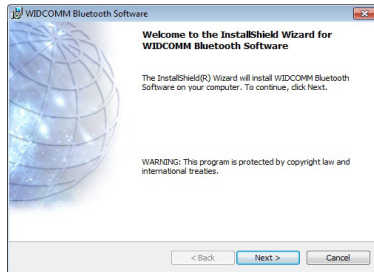 WIDCOMM Bluetooth Software
Welcome to the InstallShield Wizard for
WIDCOMM Bluetooth Software
The InstallShield(R) Wizard will install WIDCOMM Bluetooth
Software on your computer. To continue, click Next.
WARNING: This program is protected by copyright law and
international treaties.
< Back Next > Cancel